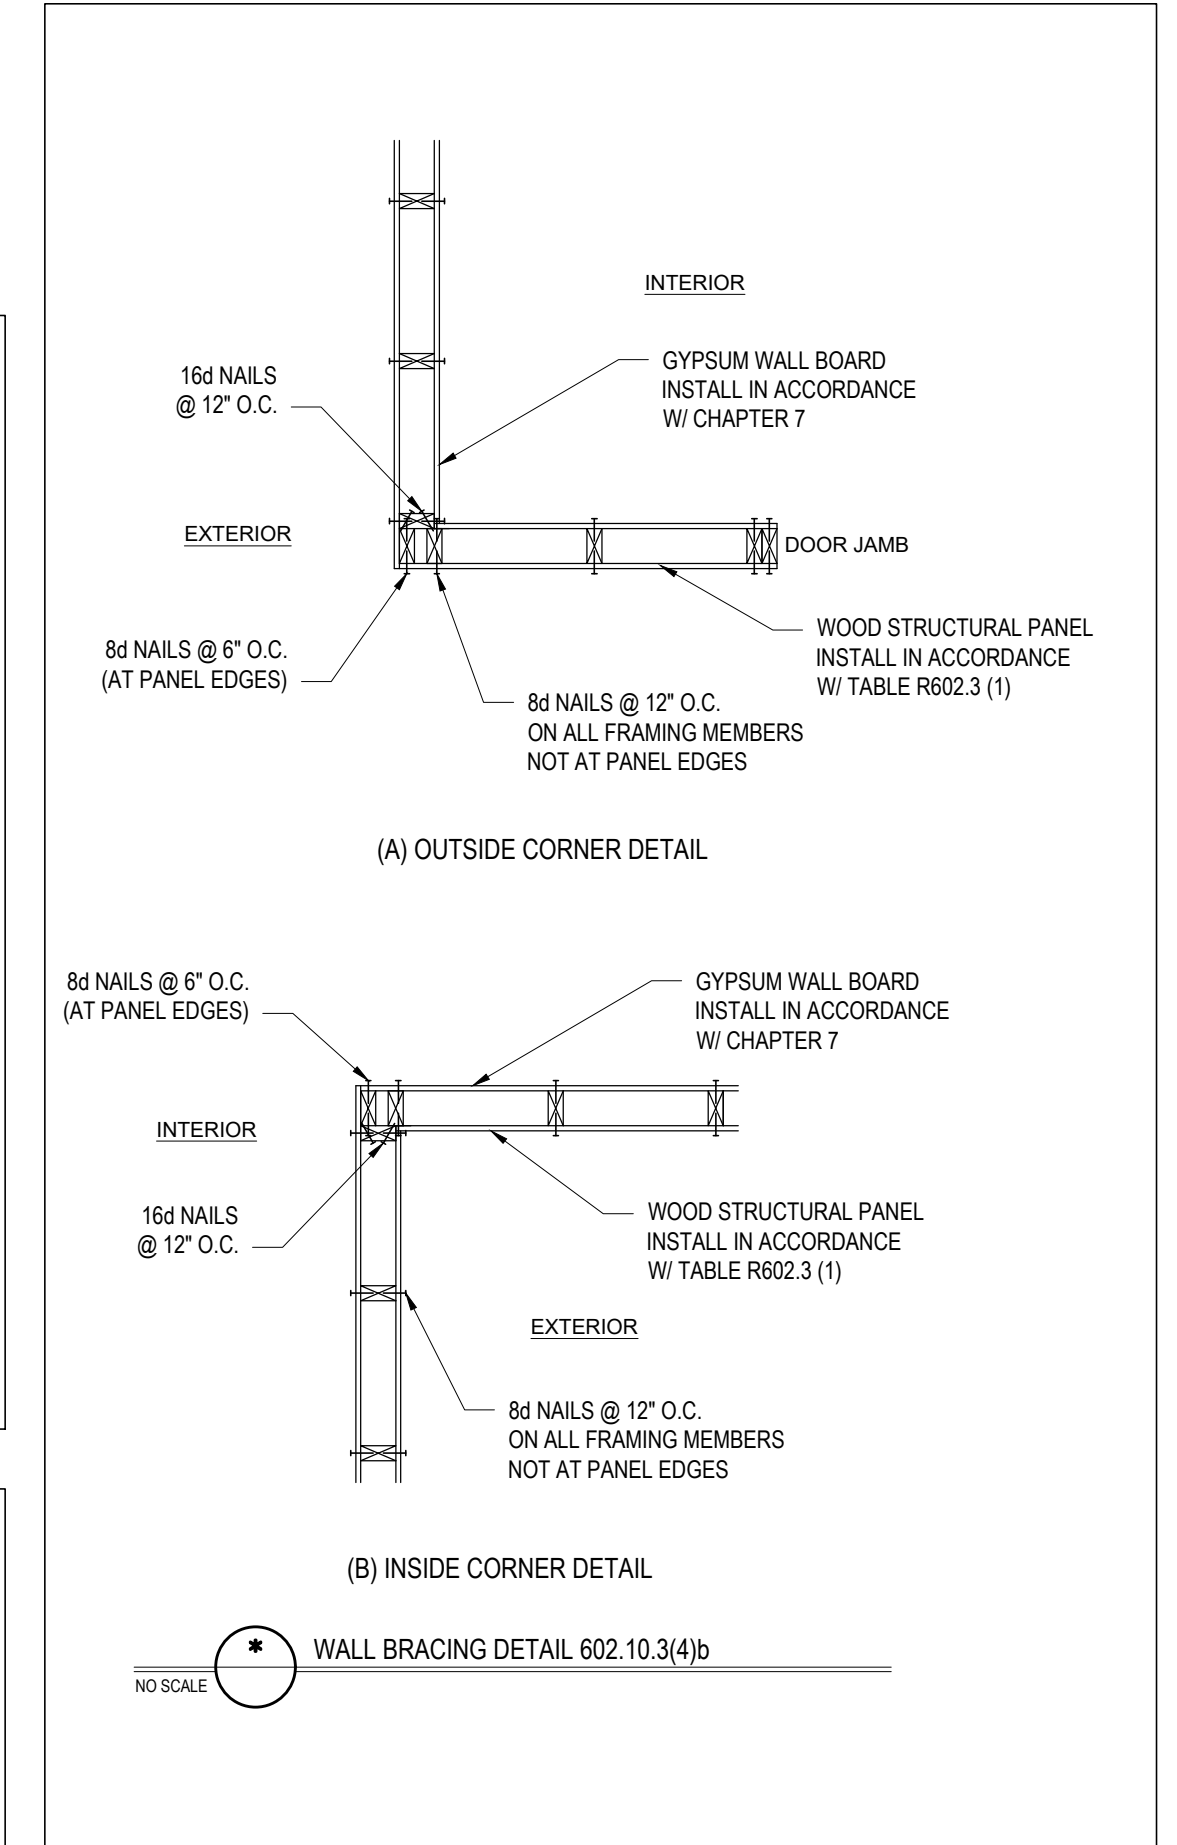 INTERIOR
GYPSUM WALL BOARD
INSTALL IN ACCORDANCE
W/ CHAPTER 7
16d NAILS
@ 12" O.C.
EXTERIOR
DOOR JAMB
8d NAILS @ 6" O.C.
(AT PANEL EDGES)
WOOD STRUCTURAL PANEL
INSTALL IN ACCORDANCE
W/ TABLE R602.3 (1)
8d NAILS @ 12" O.C.
ON ALL FRAMING MEMBERS
NOT AT PANEL EDGES
(A) OUTSIDE CORNER DETAIL
8d NAILS @ 6" O.C.
(AT PANEL EDGES)
GYPSUM WALL BOARD
INSTALL IN ACCORDANCE
W/ CHAPTER 7
INTERIOR
16d NAILS
@ 12" O.C.
WOOD STRUCTURAL PANEL
INSTALL IN ACCORDANCE
W/ TABLE R602.3 (1)
EXTERIOR
8d NAILS @ 12" O.C.
ON ALL FRAMING MEMBERS
NOT AT PANEL EDGES
(B) INSIDE CORNER DETAIL
*
WALL BRACING DETAIL 602.10.3(4)b
NO SCALE